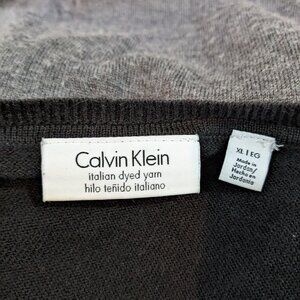 Calvin Klein
italian dyed yarn
hilo teñido italiano
XL | EG
Made in
Jordan/
Hecho en
Jordania